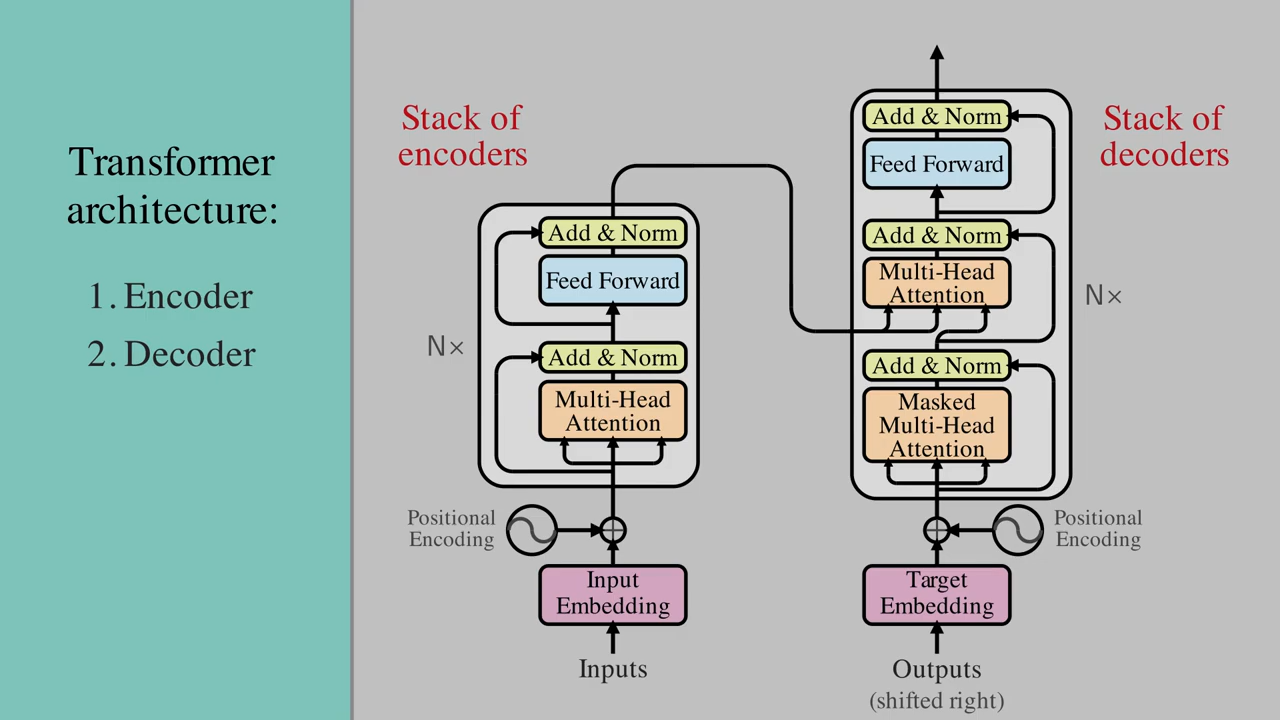 Transformer
architecture:
1. Encoder
2. Decoder
Stack of
encoders
Add & Norm
Feed Forward
N×
Add & Norm
Multi-Head
Attention
Positional
Encoding
Input
Embedding
Inputs
Stack of
decoders
Add & Norm
Feed Forward
Add & Norm
Multi-Head
Attention
N×
Add & Norm
Masked
Multi-Head
Attention
Positional
Encoding
Target
Embedding
Outputs
(shifted right)